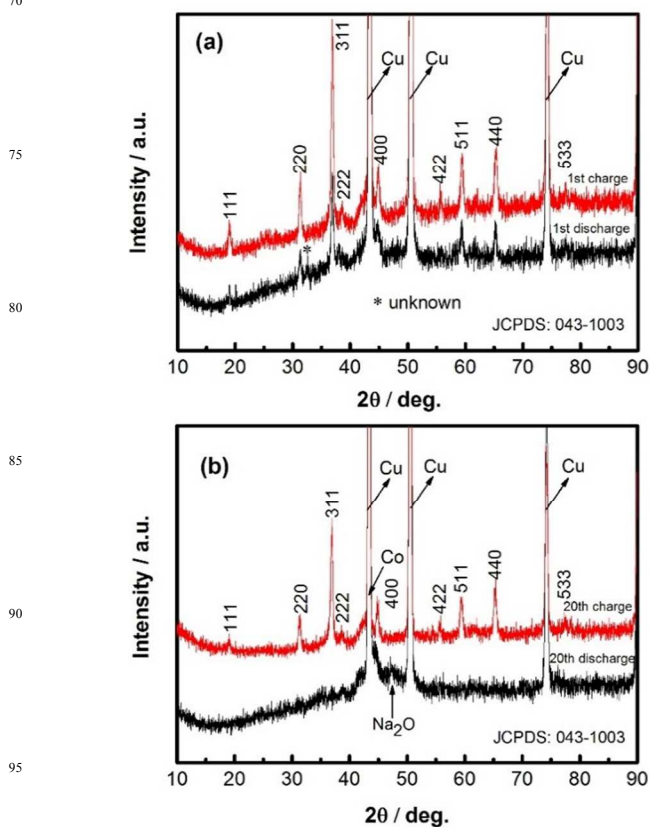 70
(a)
311
Cu
Cu
Cu
75
111
220
222
400
422
511
440
533
1st charge
*
1st discharge
80
* unknown
JCPDS: 043-1003
Intensity / a.u.
10 20 30 40 50 60 70 80 90
2θ / deg.
85
(b)
311
Cu
Cu
Cu
Co
90
111
220
222
400
422
511
440
533
20th charge
20th discharge
Na₂O
JCPDS: 043-1003
Intensity / a.u.
95
10 20 30 40 50 60 70 80 90
2θ / deg.